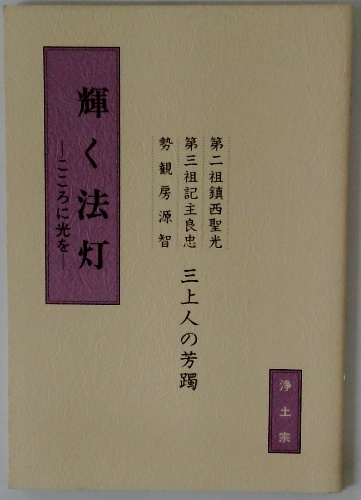 第二祖鎮西聖光
第三祖記主良忠
勢観房源智
三上人の芳躅
輝く法灯
―こころに光を―
浄土宗